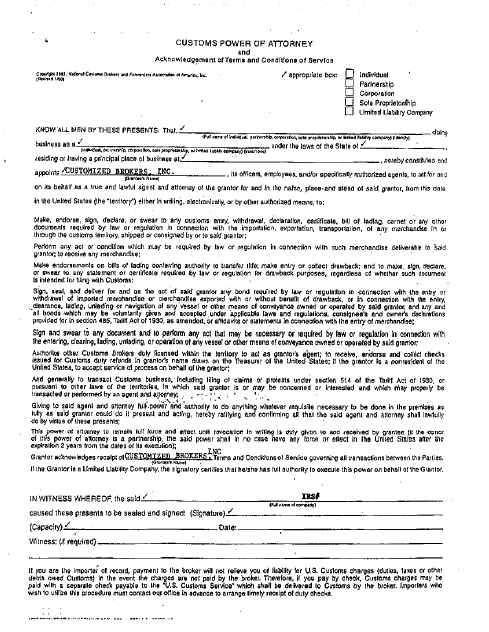 CUSTOMS POWER OF ATTORNEY
and
Acknowledgement of Terms and Conditions of Service
Copyright 1995, National Customs Brokers and Forwarders Association of America, Inc.
✓ appropriate box:
Individual
Partnership
Corporation
Sole Proprietorship
Limited Liability Company
KNOW ALL MEN BY THESE PRESENTS: That, ✓ doing
(Full name of individual, partnership, corporation, sole proprietorship, or limited liability company) (Identify)
business as a ✓ under the laws of the State of ✓
(Individual, partnership, corporation, sole proprietorship, or limited liability company)
residing or having a principal place of business at ✓ , hereby constitutes and
appoints ✓ CUSTOMIZED BROKERS, INC. , its officers, employees, and/or specifically authorized agents, to act for and
(Grantee's Name)
on its behalf as a true and lawful agent and attorney of the grantor for and in the name, place and stead of said grantor, from this date
in the United States (the "territory") either in writing, electronically, or by other authorized means, to:
Make, endorse, sign, declare, or swear to any customs entry, withdrawal, declaration, certificate, bill of lading, carnet or any other
documents required by law or regulation in connection with the importation, exportation, transportation, of any merchandise in or
through the customs territory, shipped or consigned by or to said grantor;
Perform any act or condition which may be required by law or regulation in connection with such merchandise deliverable to said
grantor; to receive any merchandise;
Make endorsements on bills of lading conferring authority to transfer title; make entry or collect drawback; and to make, sign, declare,
or swear to any statement or certificate required by law or regulation for drawback purposes, regardless of whether such document
is intended for filing with Customs;
Sign, seal, and deliver for and as the act of said grantor any bond required by law or regulation in connection with the entry or
withdrawal of imported merchandise or merchandise exported with or without benefit of drawback, or in connection with the entry,
clearance, lading, unlading or navigation of any vessel or other means of conveyance owned or operated by said grantor, and any and
all bonds which may be voluntarily given and accepted under applicable laws and regulations, consignee's and owner's declarations
provided for in section 485, Tariff Act of 1930, as amended, or affidavits or statements in connection with the entry of merchandise;
Sign and swear to any document and to perform any act that may be necessary or required by law or regulation in connection with
the entering, clearing, lading, unlading, or operation of any vessel or other means of conveyance owned or operated by said grantor;
Authorize other Customs Brokers duly licensed within the territory to act as grantor's agent; to receive, endorse and collect checks
issued for Customs duty refunds in grantor's name drawn on the Treasurer of the United States; if the grantor is a nonresident of the
United States, to accept service of process on behalf of the grantor;
And generally to transact Customs business, including filing of claims or protests under section 514 of the Tariff Act of 1930, or
pursuant to other laws of the territories, in which said grantor is or may be concerned or interested and which may properly be
transacted or performed by an agent and attorney;
Giving to said agent and attorney full power and authority to do anything whatever requisite necessary to be done in the premises as
fully as said grantor could do if present and acting, hereby ratifying and confirming all that the said agent and attorney shall lawfully
do by virtue of these presents;
This power of attorney to remain full force and effect until revocation in writing is duly given to and received by grantee (if the donor
of this power of attorney is a partnership, the said power shall in no case have any force or effect in the United States after the
expiration 2 years from the dates of its execution);
Grantor acknowledges receipt of CUSTOMIZED BROKERS, INC Terms and Conditions of Service governing all transactions between the Parties.
(Grantee's Name)
If the Grantor is a Limited Liability Company, the signatory certifies that he/she has full authority to execute this power on behalf of the Grantor.
IN WITNESS WHEREOF, the said ✓ IRS#
(Full name of company)
caused these presents to be sealed and signed: (Signature) ✓
(Capacity) ✓ Date:
Witness: (if required)
If you are the importer of record, payment to the broker will not relieve you of liability for U.S. Customs charges (duties, taxes or other
debts owed Customs) in the event the charges are not paid by the broker. Therefore, if you pay by check, Customs charges may be
paid with a separate check payable to the "U.S. Customs Service" which shall be delivered to Customs by the broker. Importers who
wish to utilize this procedure must contact our office in advance to arrange timely receipt of duty checks.